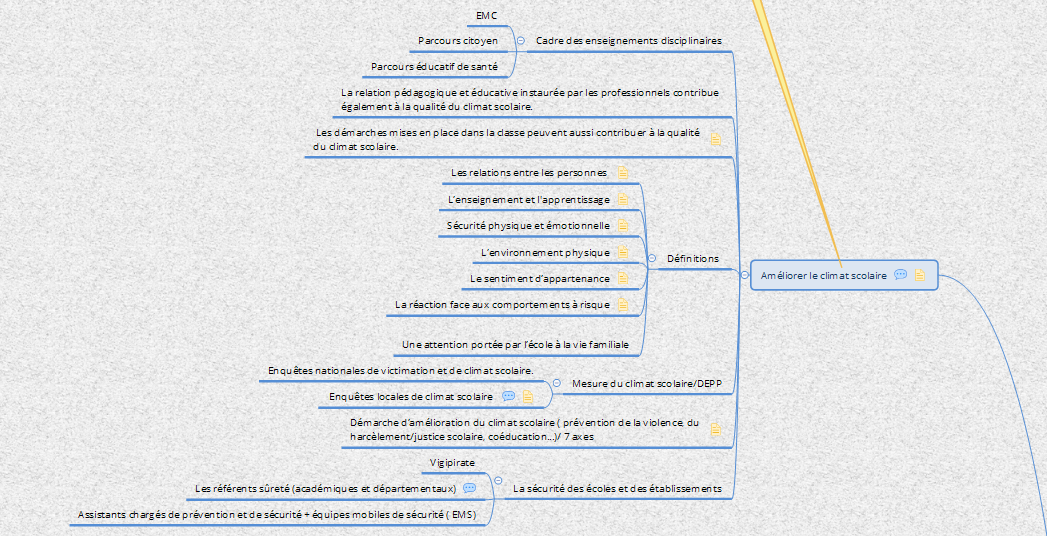 EMC
Parcours citoyen
Cadre des enseignements disciplinaires
Parcours éducatif de santé
La relation pédagogique et éducative instaurée par les professionnels contribue
également à la qualité du climat scolaire.
Les démarches mises en place dans la classe peuvent aussi contribuer à la qualité
du climat scolaire.
Les relations entre les personnes
L'enseignement et l'apprentissage
Sécurité physique et émotionnelle
L'environnement physique
Définitions
Le sentiment d'appartenance
Améliorer le climat scolaire
La réaction face aux comportements à risque
Une attention portée par l'école à la vie familiale
Enquêtes nationales de victimation et de climat scolaire.
Mesure du climat scolaire/DEPP
Enquêtes locales de climat scolaire
Démarche d'amélioration du climat scolaire ( prévention de la violence, du
harcèlement/justice scolaire, coéducation...)/ 7 axes
Vigipirate
Les référents sûreté (académiques et départementaux)
La sécurité des écoles et des établissements
Assistants chargés de prévention et de sécurité + équipes mobiles de sécurité ( EMS)